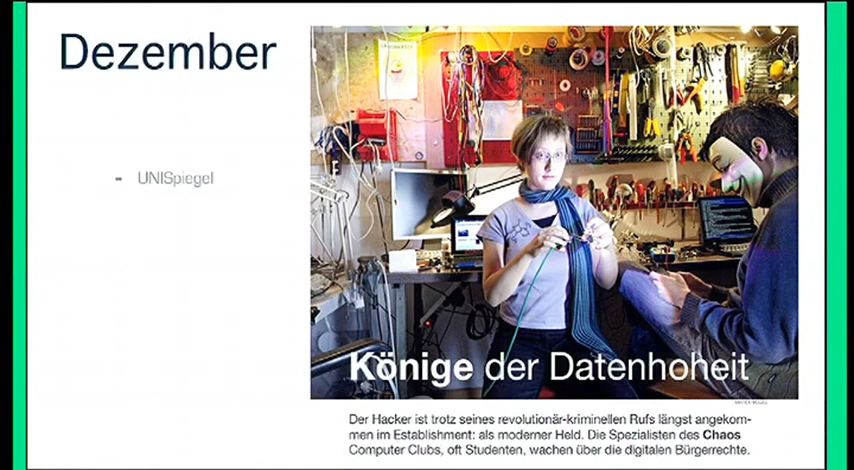 Dezember
- UNISpiegel
Könige der Datenhoheit
Der Hacker ist trotz seines revolutionär-kriminellen Rufs längst angekom-
men im Establishment: als moderner Held. Die Spezialisten des Chaos
Computer Clubs, oft Studenten, wachen über die digitalen Bürgerrechte.